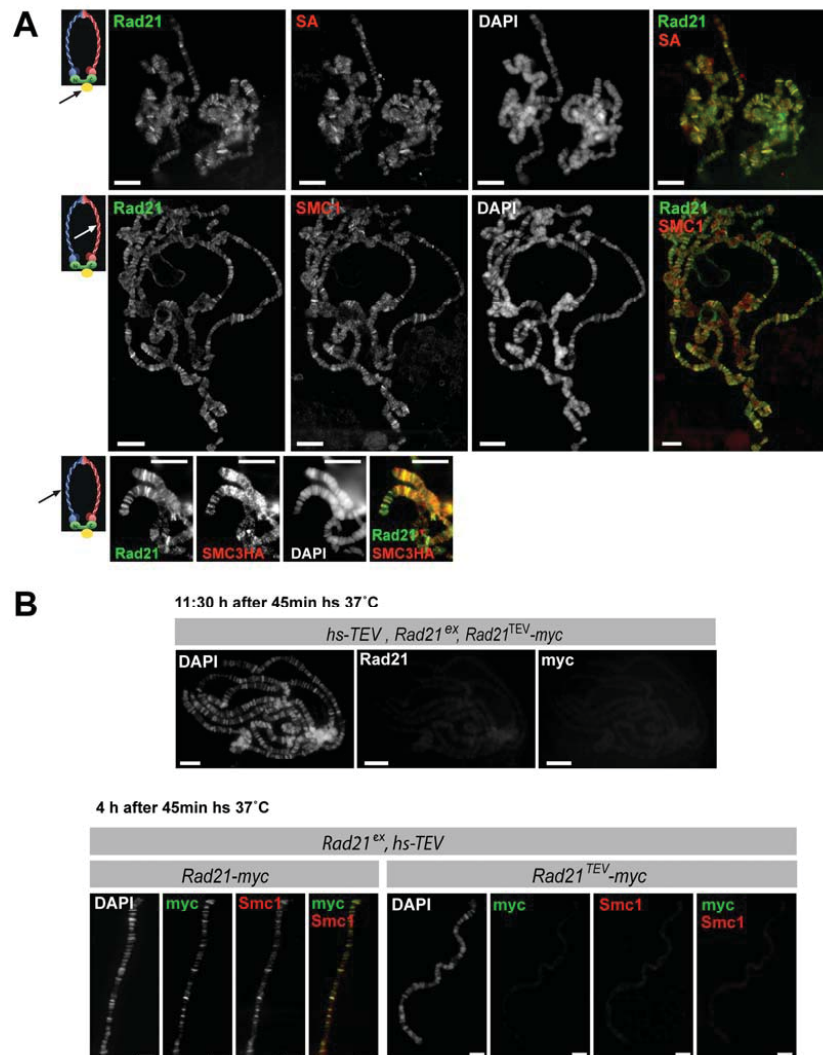 A
Rad21
SA
DAPI
Rad21
SA
Rad21
SMC1
DAPI
Rad21
SMC1
Rad21
SMC3HA
DAPI
Rad21
SMC3HA
B
11:30 h after 45min hs 37˚C
hs-TEV , Rad21ex, Rad21TEV-myc
DAPI
Rad21
myc
4 h after 45min hs 37˚C
Rad21ex, hs-TEV
Rad21-myc
Rad21TEV-myc
DAPI
myc
Smc1
myc
Smc1
DAPI
myc
Smc1
myc
Smc1